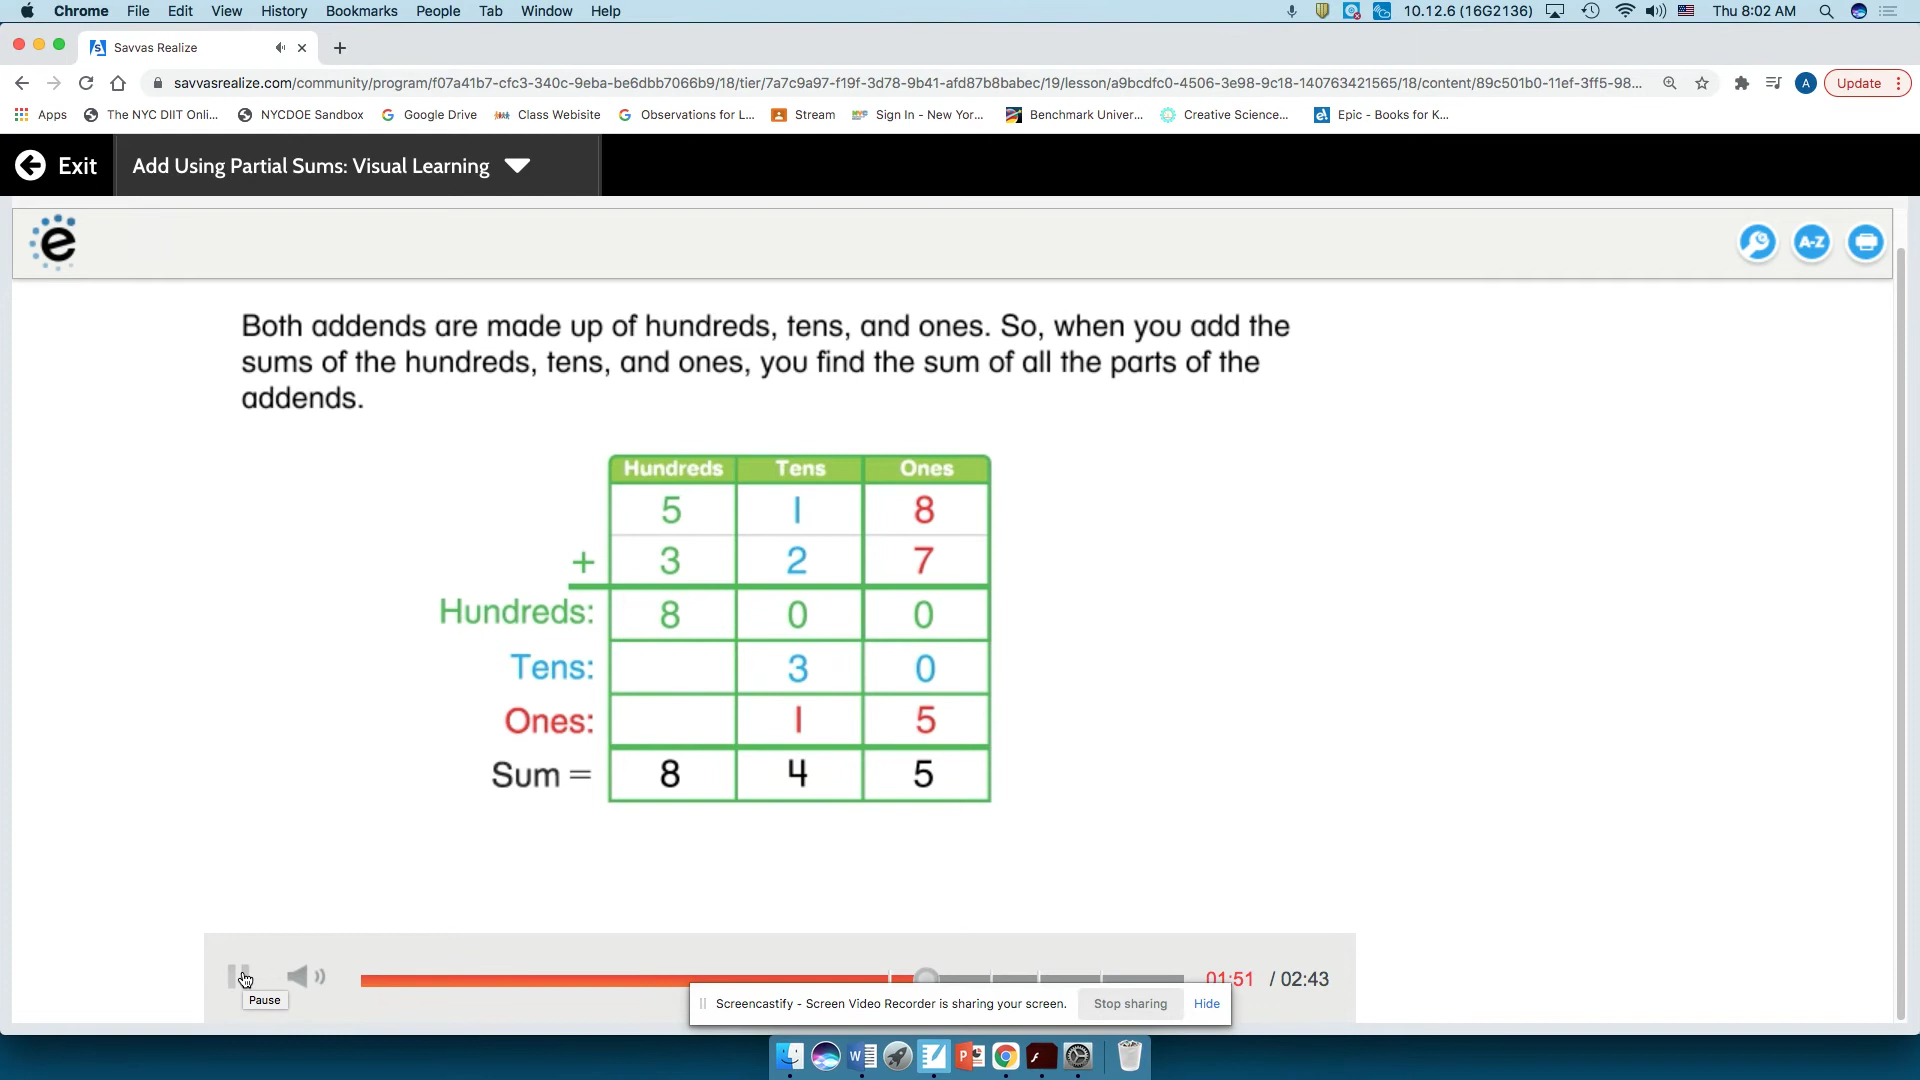 Chrome File Edit View History Bookmarks People Tab Window Help 10.12.6 (16G2136) Thu 8:02 AM
Savvas Realize
savvasrealize.com/community/program/f07a41b7-cfc3-340c-9eba-be6dbb7066b9/18/tier/7a7c9a97-f19f-3d78-9b41-afd87b8babec/19/lesson/a9bcdfc0-4506-3e98-9c18-140763421565/18/content/89c501b0-11ef-3ff5-98... A Update
Apps The NYC DIIT Onli... NYCDOE Sandbox Google Drive Class Webisite Observations for L... Stream Sign In - New Yor... Benchmark Univer... Creative Science... Epic - Books for K...
Exit Add Using Partial Sums: Visual Learning
e A-Z
Both addends are made up of hundreds, tens, and ones. So, when you add the
sums of the hundreds, tens, and ones, you find the sum of all the parts of the
addends.
Hundreds Tens Ones
5 1 8
+ 3 2 7
Hundreds: 8 0 0
Tens: 3 0
Ones: 1 5
Sum = 8 4 5
01:51 / 02:43
Pause
Screencastify - Screen Video Recorder is sharing your screen. Stop sharing Hide